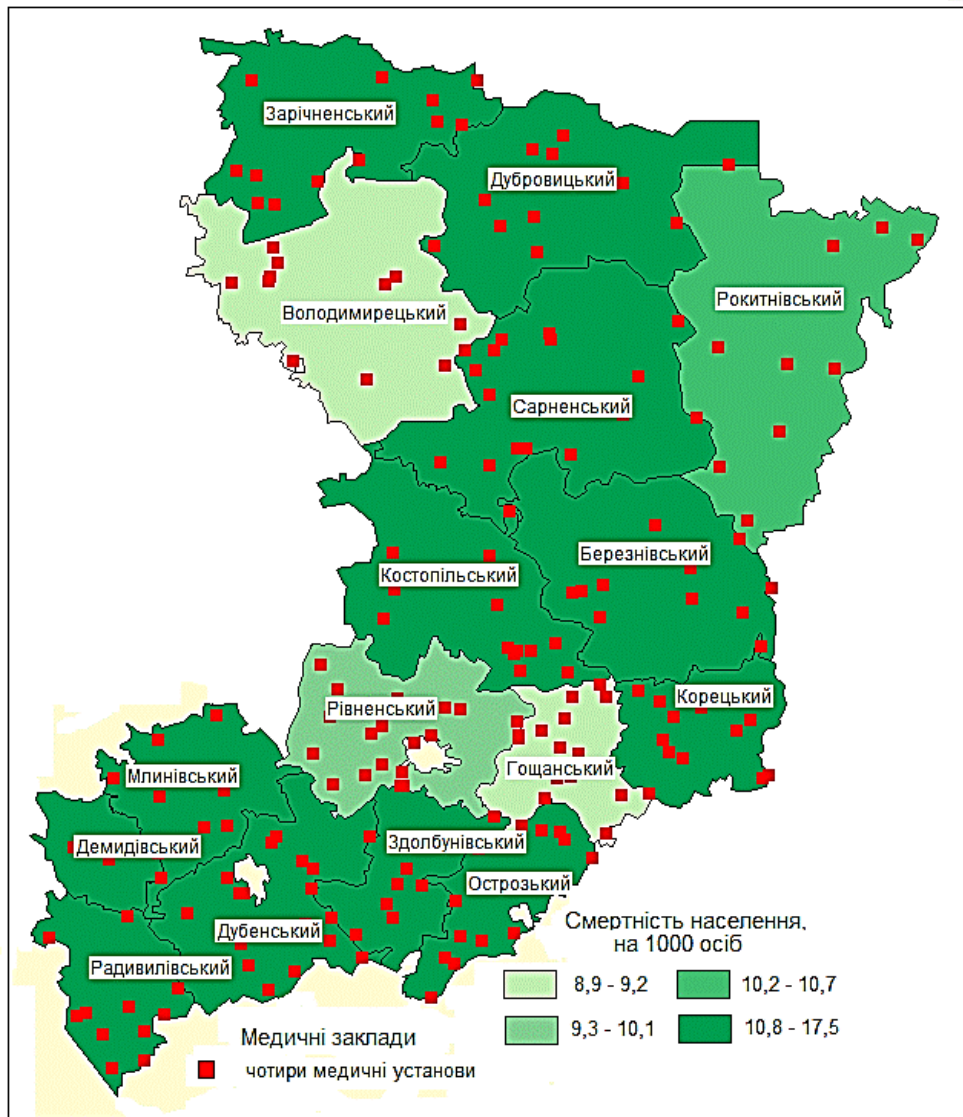 Зарічненський
Дубровицький
Рокитнівський
Володимирецький
Сарненський
Березнівський
Костопільський
Корецький
Рівненський
Гощанський
Млинівський
Здолбунівський
Демидівський
Острозький
Дубенський
Радивилівський
Смертність населення,
на 1000 осіб
8,9 - 9,2
10,2 - 10,7
9,3 - 10,1
10,8 - 17,5
Медичні заклади
чотири медичні установи